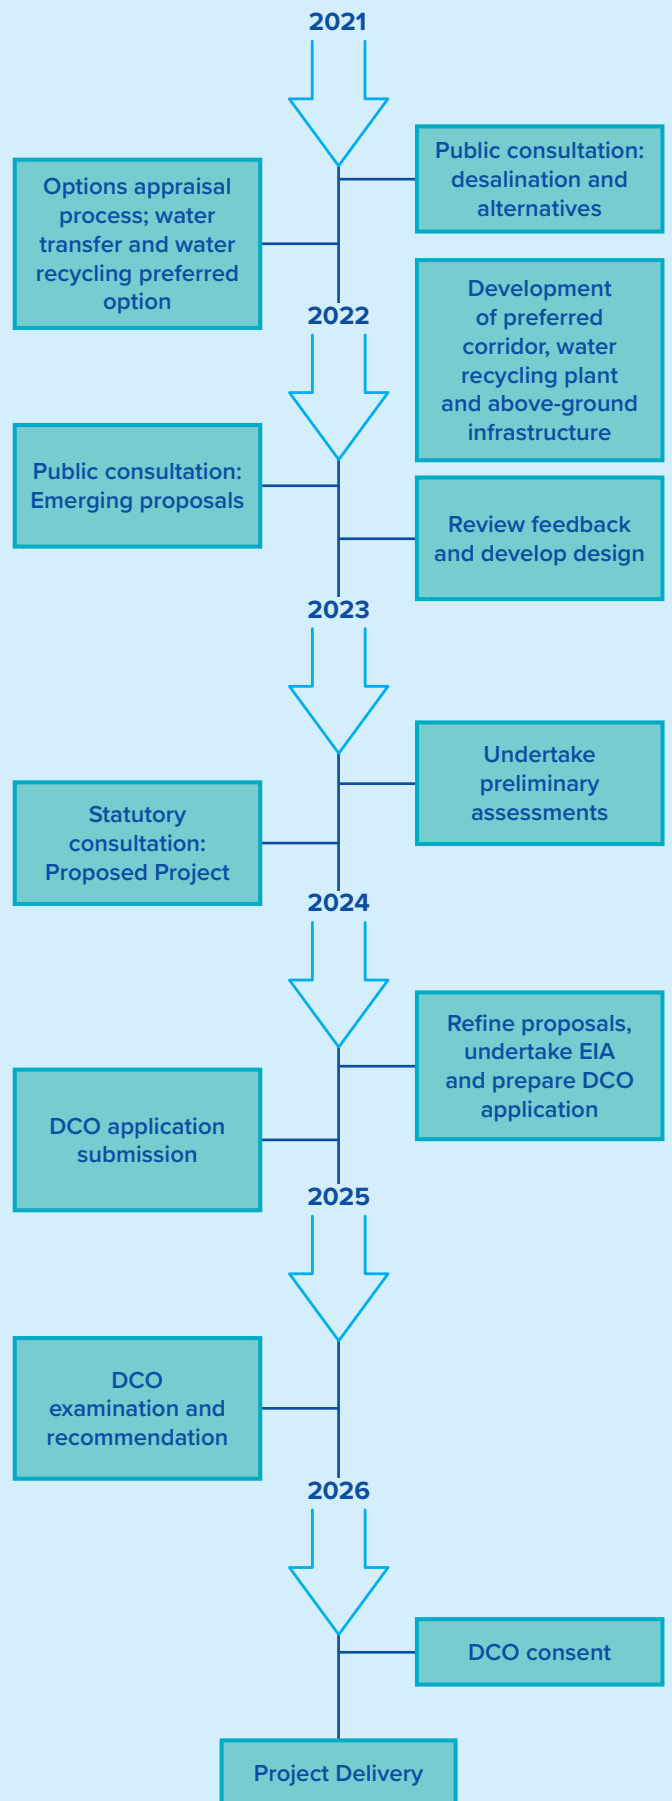 2021
Public consultation:
desalination and
alternatives
Options appraisal
process; water
transfer and water
recycling preferred
option
2022
Development
of preferred
corridor, water
recycling plant
and above-ground
infrastructure
Public consultation:
Emerging proposals
Review feedback
and develop design
2023
Undertake
preliminary
assessments
Statutory
consultation:
Proposed Project
2024
Refine proposals,
undertake EIA
and prepare DCO
application
DCO application
submission
2025
DCO
examination and
recommendation
2026
DCO consent
Project Delivery